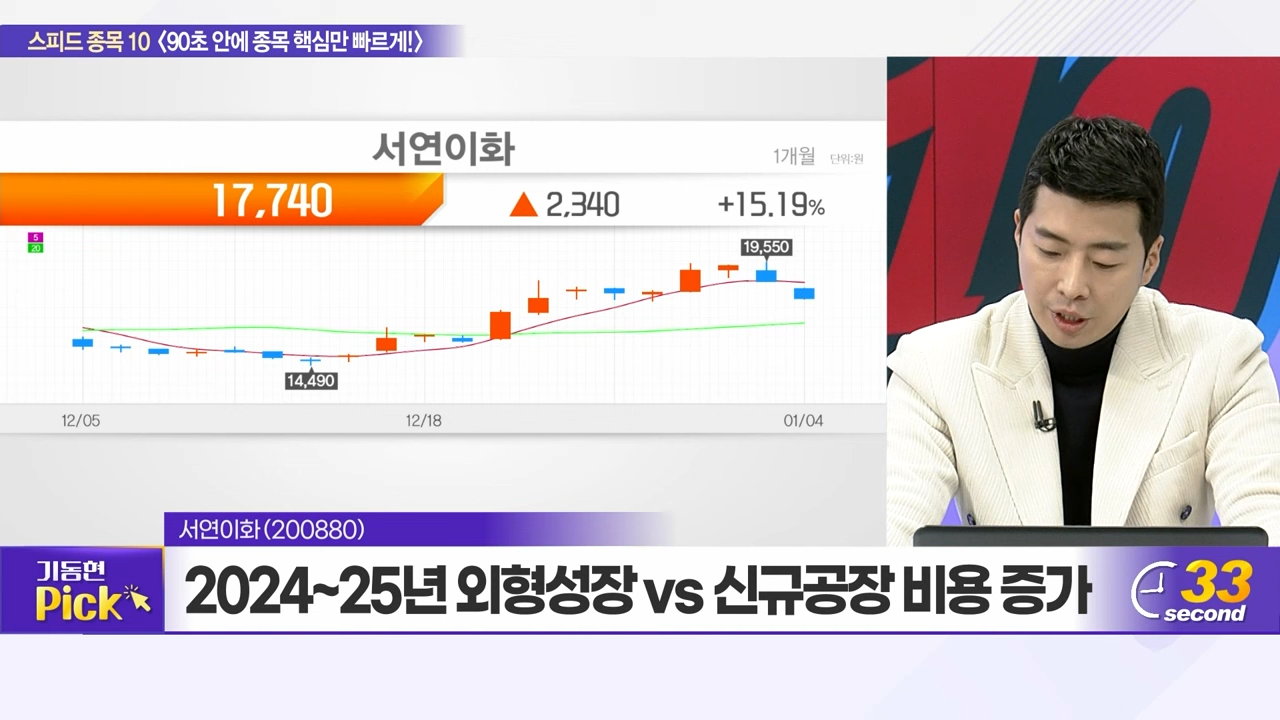 스피드 종목 10 〈90초 안에 종목 핵심만 빠르게!〉
서연이화
1개월 단위:원
17,740 ▲ 2,340 +15.19%
5
20
19,550
14,490
12/05 12/18 01/04
서연이화(200880)
기동현
Pick
2024~25년 외형성장 vs 신규공장 비용 증가
33
second